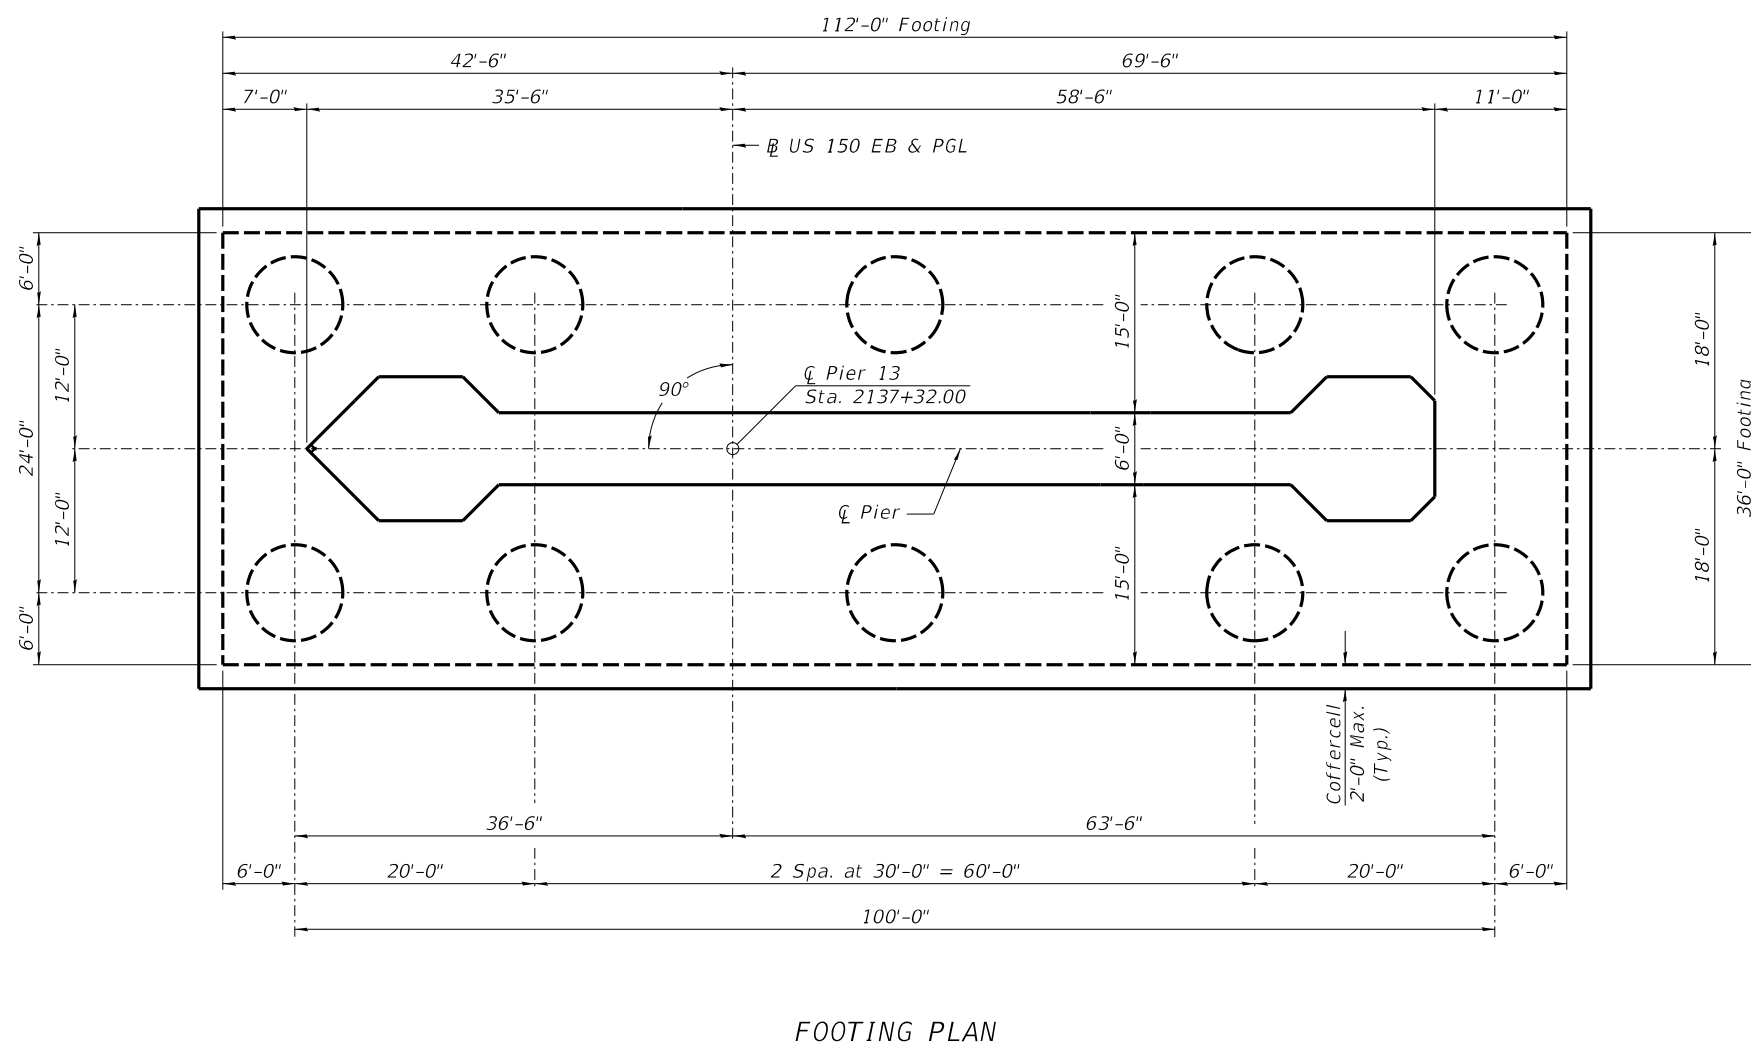 112'-0" Footing
42'-6"
69'-6"
7'-0"
35'-6"
58'-6"
11'-0"
℄ US 150 EB & PGL
6'-0"
12'-0"
24'-0"
12'-0"
6'-0"
90°
℄ Pier 13
Sta. 2137+32.00
℄ Pier
15'-0"
6'-0"
15'-0"
18'-0"
36'-0" Footing
18'-0"
Coffercell
2'-0" Max.
(Typ.)
36'-6"
63'-6"
6'-0"
20'-0"
2 Spa. at 30'-0" = 60'-0"
20'-0"
6'-0"
100'-0"
FOOTING PLAN